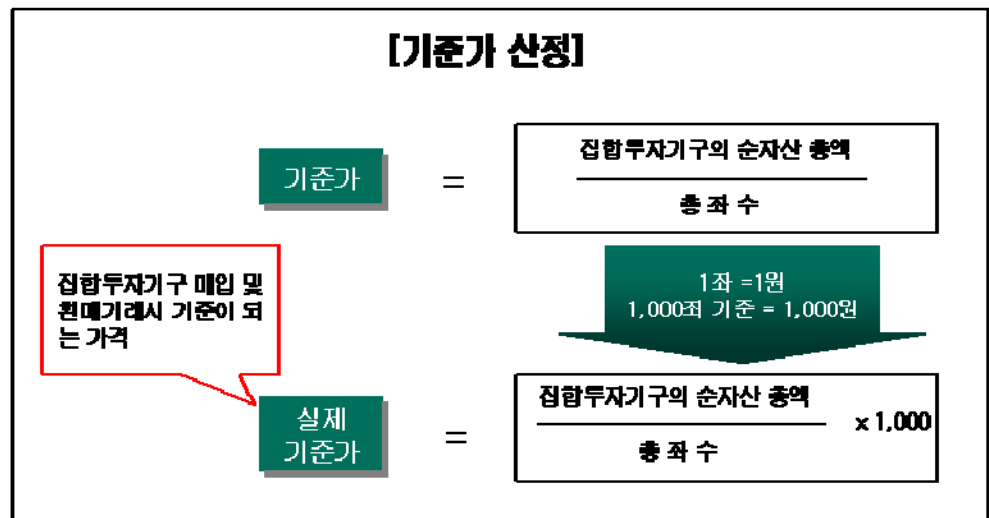 [기준가 산정]
기준가
=
집합투자기구의 순자산 총액
총 좌 수
집합투자기구 매입 및
환매거래시 기준이 되
는 가격
1좌 =1원
1,000좌 기준 = 1,000원
실제
기준가
=
집합투자기구의 순자산 총액
총 좌 수
x 1,000